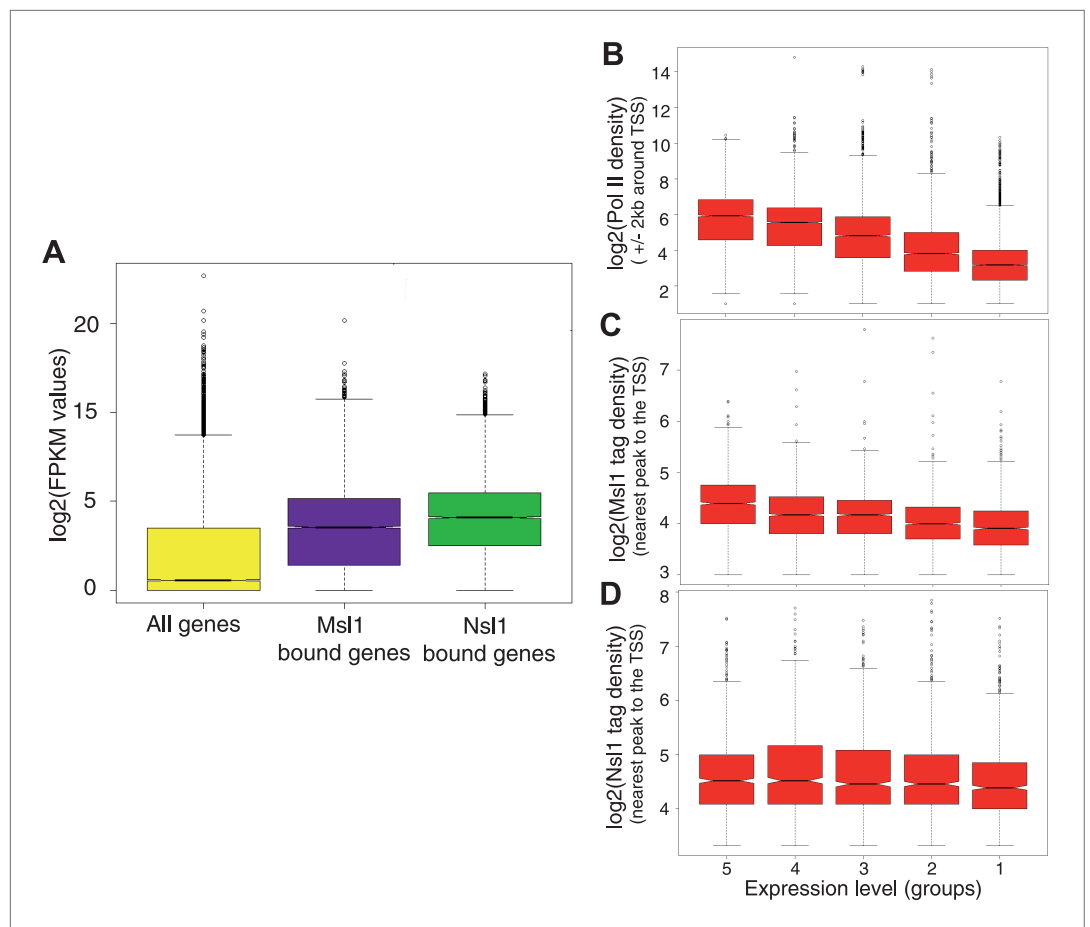 A
log2(FPKM values)
20
15
5
0
All genes
Msl1
bound genes
Nsl1
bound genes
B
log2(Pol II density)
( +/- 2kb around TSS)
14
12
10
8
6
4
2
C
log2(Msl1 tag density)
(nearest peak to the TSS)
7
6
5
4
3
D
log2(Nsl1 tag density)
(nearest peak to the TSS)
8
7
6
5
4
5
4
3
2
1
Expression level (groups)